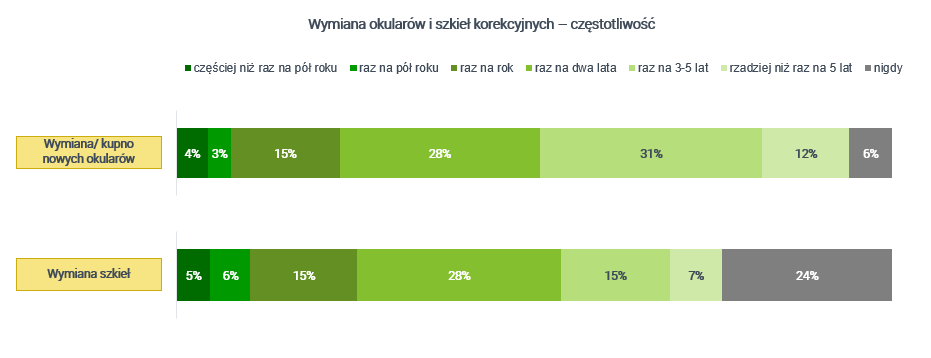 Wymiana okularów i szkieł korekcyjnych – częstotliwość
częściej niż raz na pół roku raz na pół roku raz na rok raz na dwa lata raz na 3-5 lat rzadziej niż raz na 5 lat nigdy
Wymiana/ kupno
nowych okularów
4% 3% 15% 28% 31% 12% 6%
Wymiana szkieł
5% 6% 15% 28% 15% 7% 24%